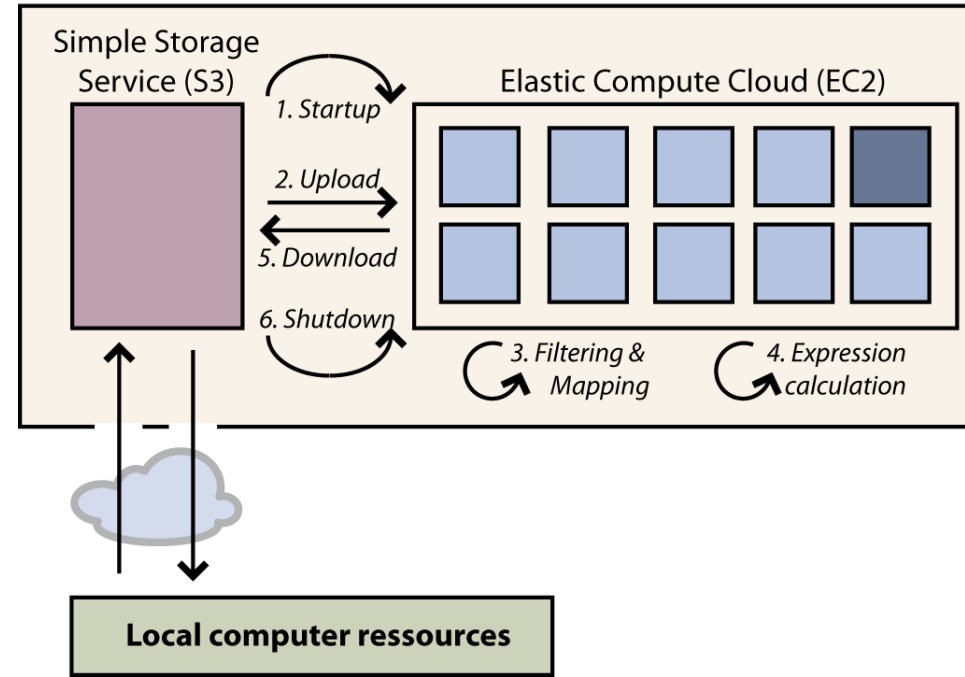 Simple Storage
Service (S3)
Elastic Compute Cloud (EC2)
1. Startup
2. Upload
5. Download
6. Shutdown
3. Filtering &
Mapping
4. Expression
calculation
Local computer ressources